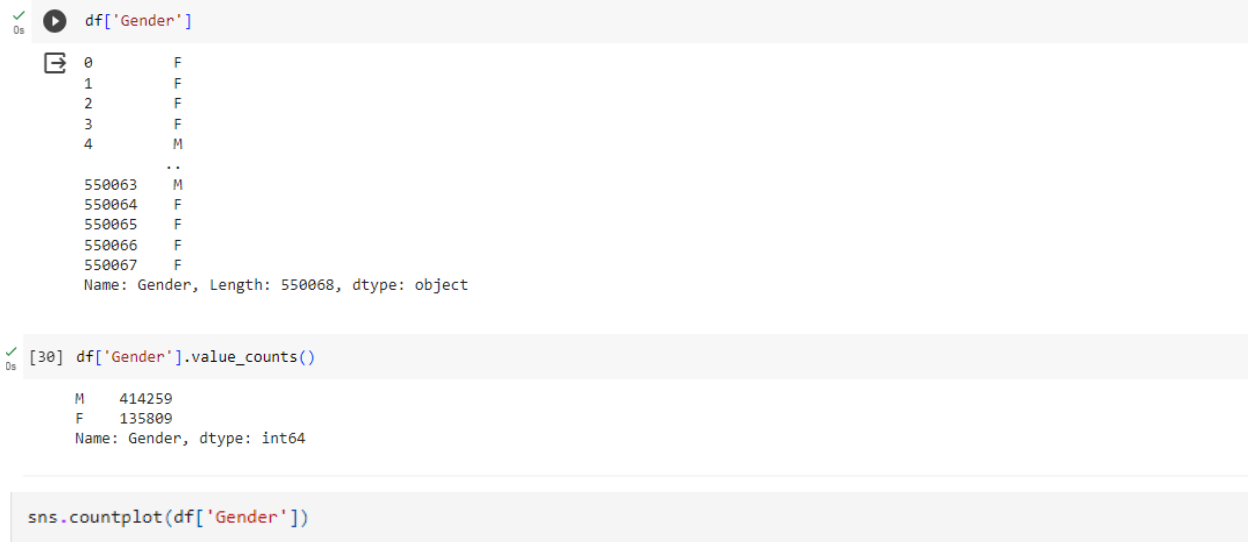 0s df['Gender']
0 F
1 F
2 F
3 F
4 M
..
550063 M
550064 F
550065 F
550066 F
550067 F
Name: Gender, Length: 550068, dtype: object
0s [30] df['Gender'].value_counts()
M 414259
F 135809
Name: Gender, dtype: int64
sns.countplot(df['Gender'])